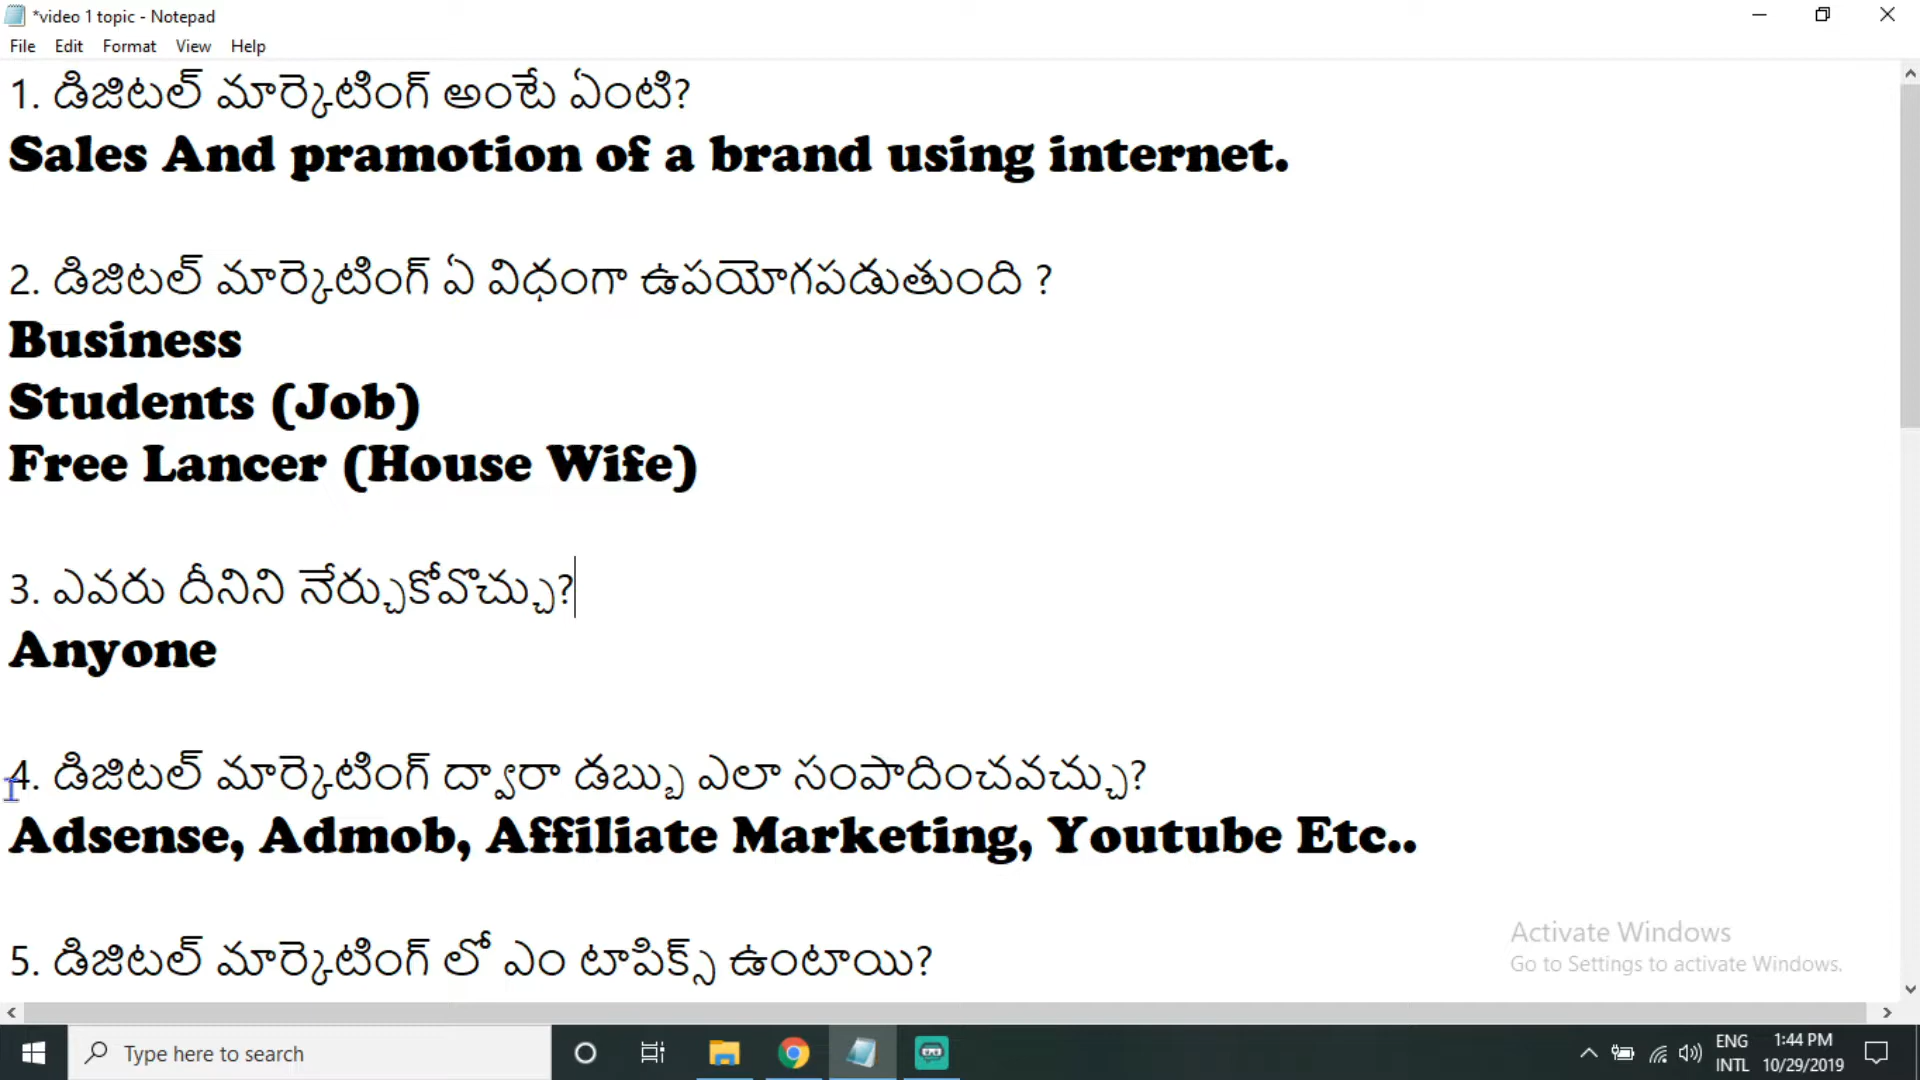 *video 1 topic - Notepad
File Edit Format View Help
1. డిజిటల్ మార్కెటింగ్ అంటే ఏంటి?
Sales And pramotion of a brand using internet.
2. డిజిటల్ మార్కెటింగ్ ఏ విధంగా ఉపయోగపడుతుంది ?
Business
Students (Job)
Free Lancer (House Wife)
3. ఎవరు దీనిని నేర్చుకోవొచ్చు?
Anyone
4. డిజిటల్ మార్కెటింగ్ ద్వారా డబ్బు ఎలా సంపాదించవచ్చు?
Adsense, Admob, Affiliate Marketing, Youtube Etc..
5. డిజిటల్ మార్కెటింగ్ లో ఎం టాపిక్స్ ఉంటాయి?
Activate Windows
Go to Settings to activate Windows.
Type here to search
ENG
INTL
1:44 PM
10/29/2019